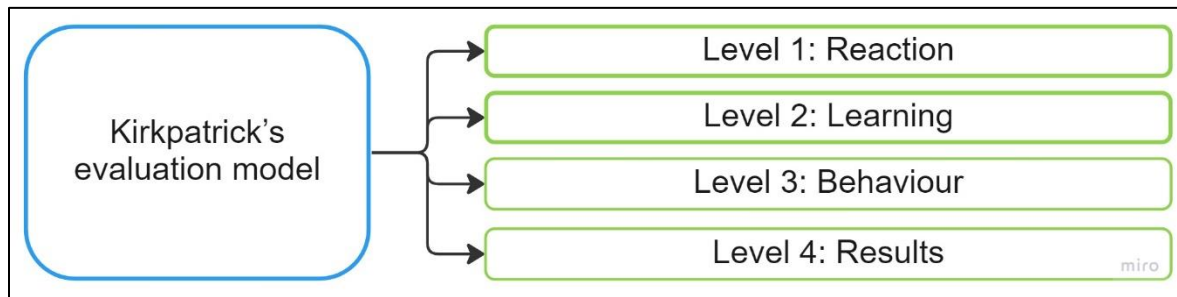 Kirkpatrick's
evaluation model
Level 1: Reaction
Level 2: Learning
Level 3: Behaviour
Level 4: Results
miro